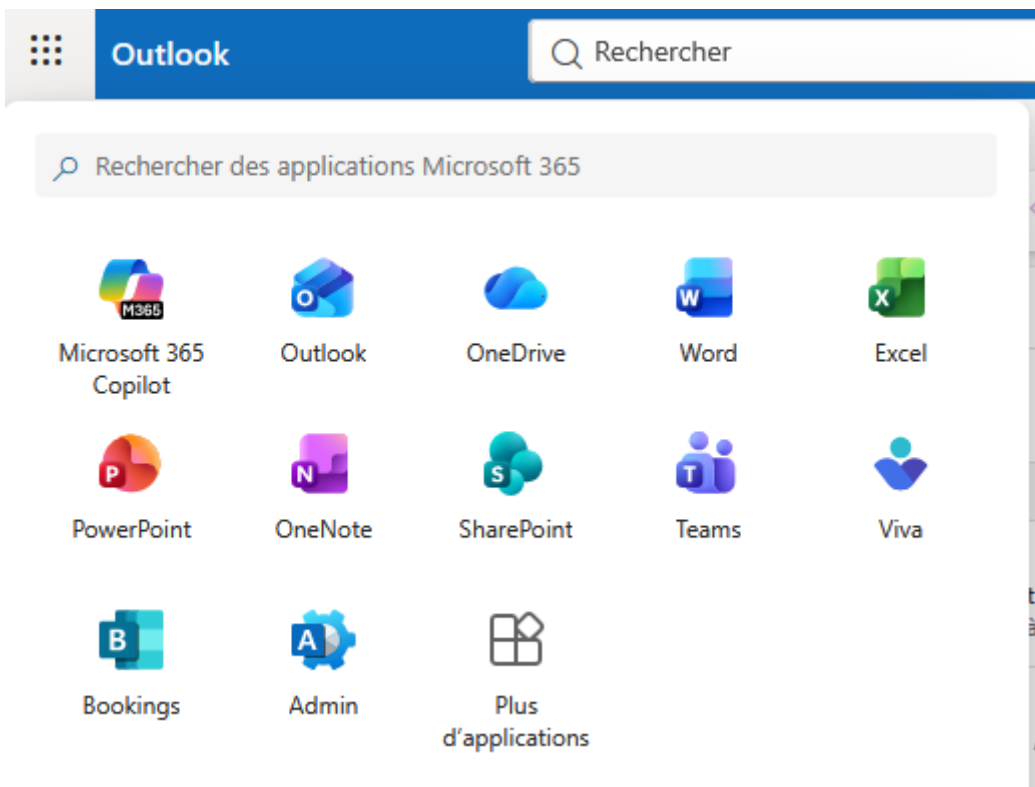 Outlook
Rechercher
Rechercher des applications Microsoft 365
M365
O
W
X
Microsoft 365
Copilot
Outlook
OneDrive
Word
Excel
P
N
S
T
PowerPoint
OneNote
SharePoint
Teams
Viva
B
A
Bookings
Admin
Plus
d'applications